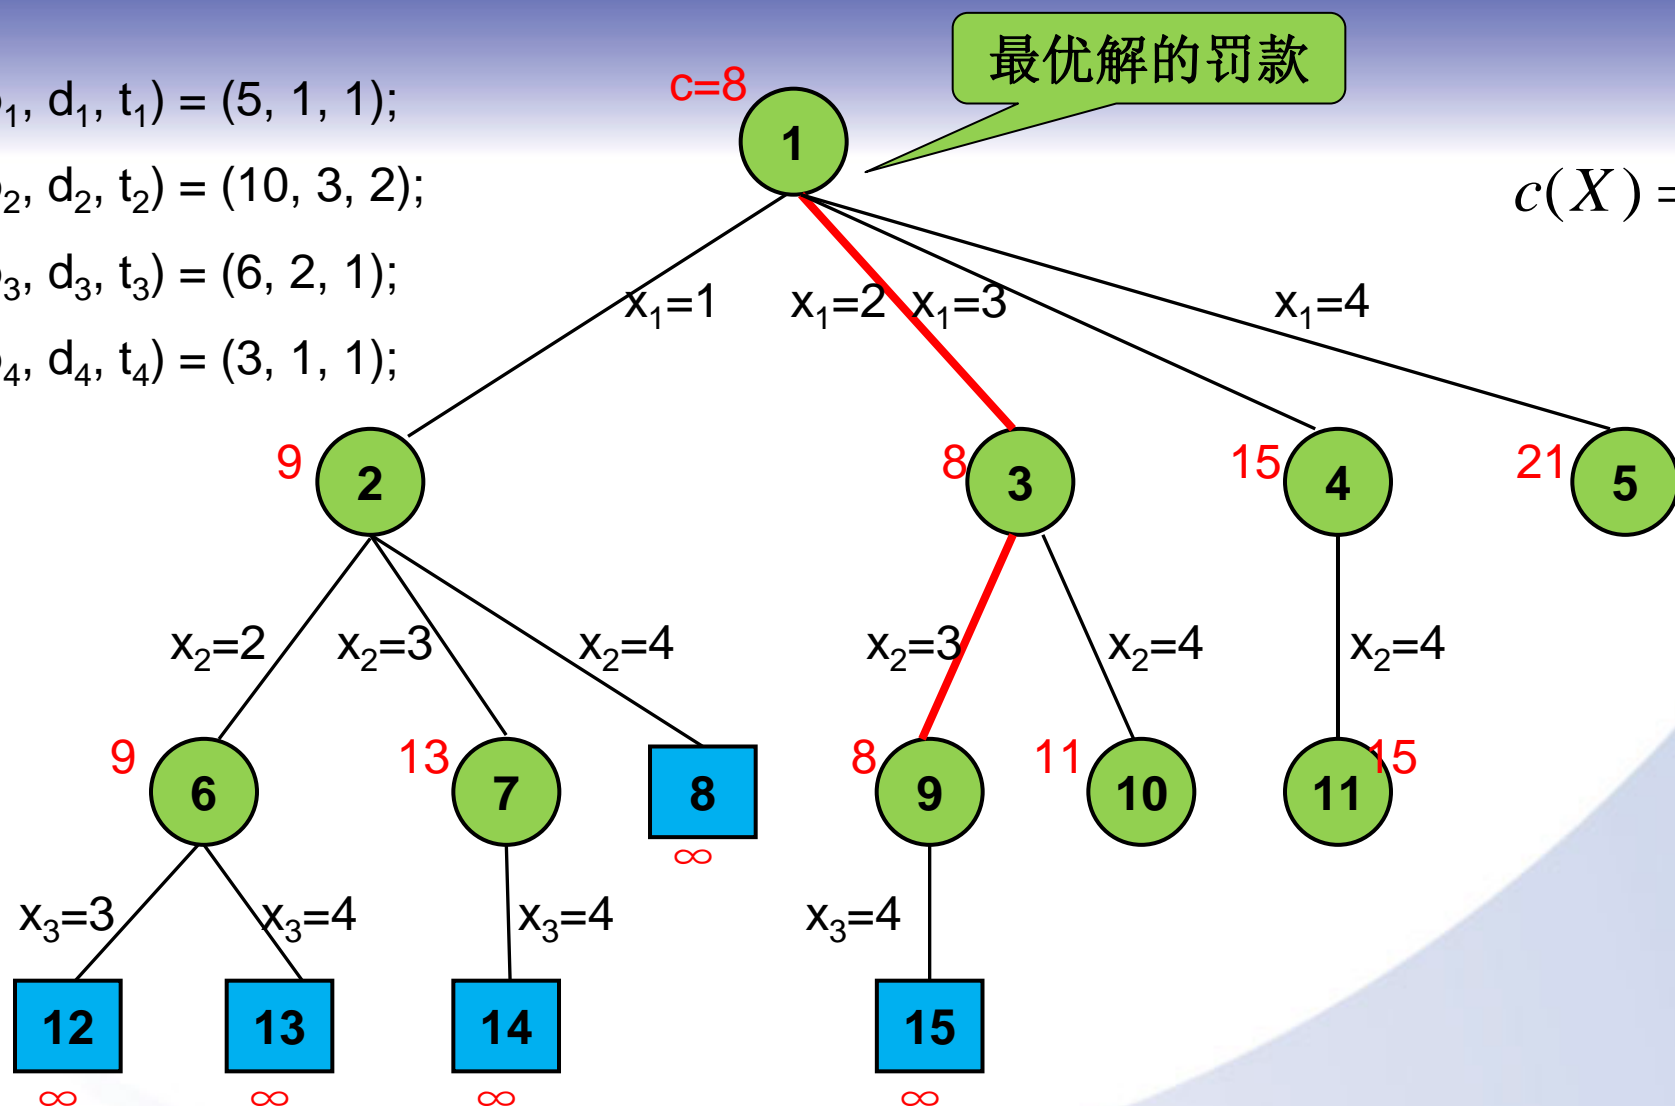 最优解的罚款
c=8
1
₁, d₁, t₁) = (5, 1, 1);
₂, d₂, t₂) = (10, 3, 2);
c(X) =
₃, d₃, t₃) = (6, 2, 1);
x₁=1 x₁=2 x₁=3 x₁=4
₄, d₄, t₄) = (3, 1, 1);
9 2 8 3 15 4 21 5
x₂=2 x₂=3 x₂=4 x₂=3 x₂=4 x₂=4
9 6 13 7 8 8 9 11 10 11 15
∞
x₃=3 x₃=4 x₃=4 x₃=4
12 13 14 15
∞ ∞ ∞ ∞